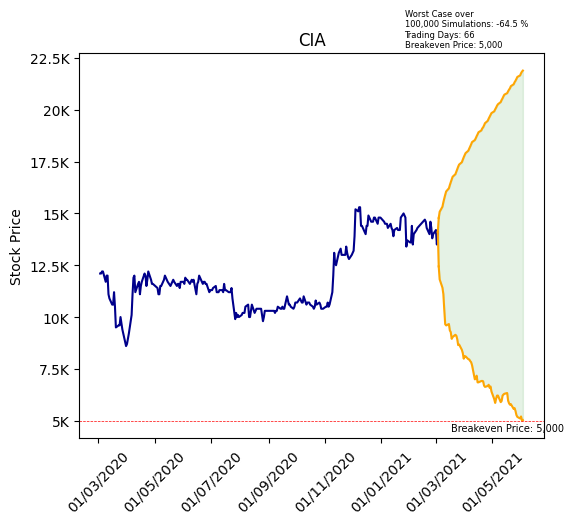 Worst Case over
100,000 Simulations: -64.5 %
Trading Days: 66
Breakeven Price: 5,000
CIA
22.5K
20K
17.5K
15K
12.5K
10K
7.5K
5K
Stock Price
Breakeven Price: 5,000
01/03/2020
01/05/2020
01/07/2020
01/09/2020
01/11/2020
01/01/2021
01/03/2021
01/05/2021